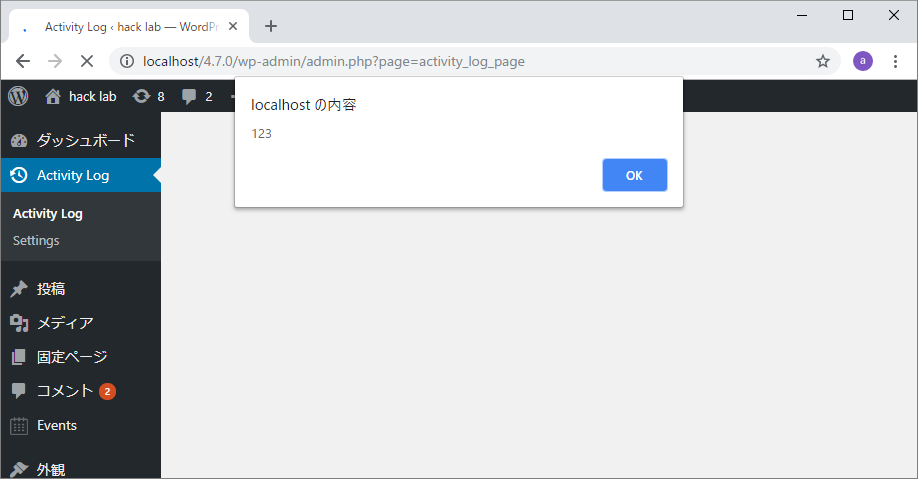 Activity Log ‹ hack lab — WordPr
localhost/4.7.0/wp-admin/admin.php?page=activity_log_page
a
hack lab
8
2
localhost の内容
123
OK
ダッシュボード
Activity Log
Activity Log
Settings
投稿
メディア
固定ページ
コメント 2
Events
外観